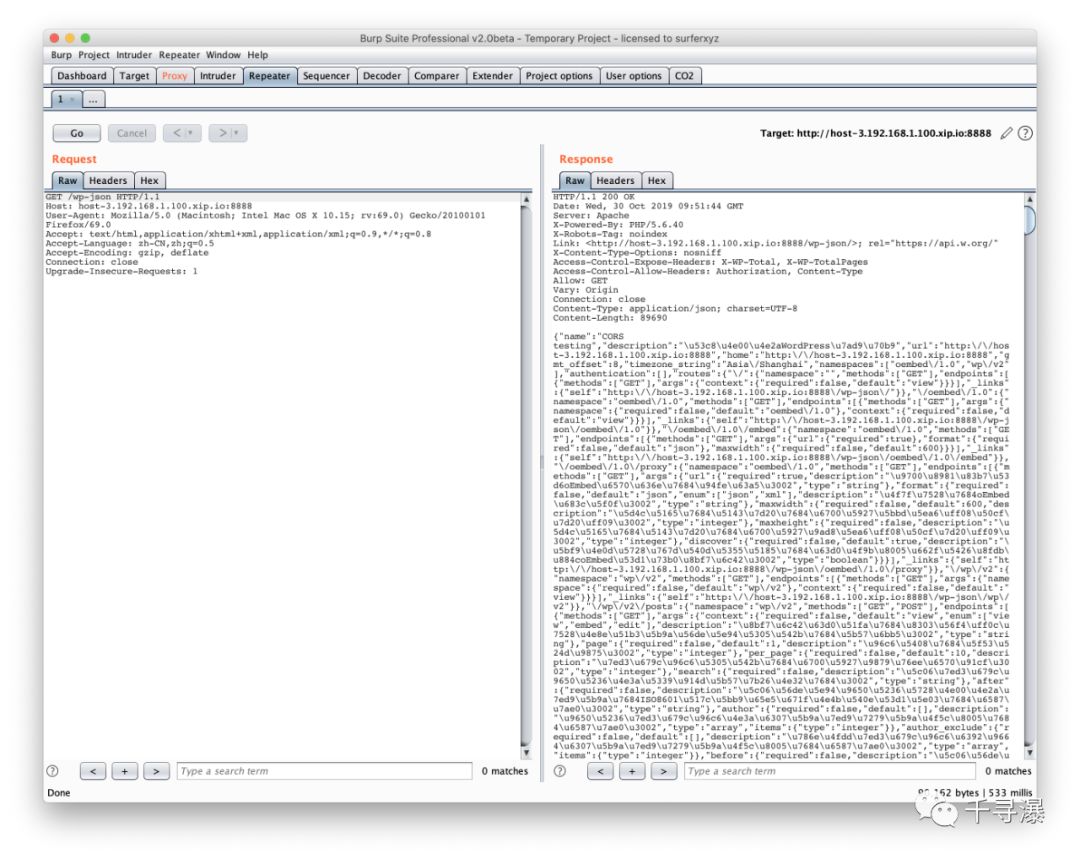 Burp Suite Professional v2.0beta - Temporary Project - licensed to surferxyz
Burp Project Intruder Repeater Window Help
Dashboard Target Proxy Intruder Repeater Sequencer Decoder Comparer Extender Project options User options CO2
1 × ...
Go Cancel < ▾ > ▾ Target: http://host-3.192.168.1.100.xip.io:8888 ?
Request
Raw Headers Hex
GET /wp-json HTTP/1.1
Host: host-3.192.168.1.100.xip.io:8888
User-Agent: Mozilla/5.0 (Macintosh; Intel Mac OS X 10.15; rv:69.0) Gecko/20100101
Firefox/69.0
Accept: text/html,application/xhtml+xml,application/xml;q=0.9,*/*;q=0.8
Accept-Language: zh-CN,zh;q=0.5
Accept-Encoding: gzip, deflate
Connection: close
Upgrade-Insecure-Requests: 1
? < + > Type a search term 0 matches
Done
Response
Raw Headers Hex
HTTP/1.1 200 OK
Date: Wed, 30 Oct 2019 09:51:44 GMT
Server: Apache
X-Powered-By: PHP/5.6.40
X-Robots-Tag: noindex
Link: <http://host-3.192.168.1.100.xip.io:8888/wp-json/>; rel="https://api.w.org/"
X-Content-Type-Options: nosniff
Access-Control-Expose-Headers: X-WP-Total, X-WP-TotalPages
Access-Control-Allow-Headers: Authorization, Content-Type
Allow: GET
Vary: Origin
Connection: close
Content-Type: application/json; charset=UTF-8
Content-Length: 89690
{"name":"CORS
testing","description":"\u53c8\u4e00\u4e2aWordPress\u7ad9\u70b9","url":"http:\/\/hos
t-3.192.168.1.100.xip.io:8888","home":"http:\/\/host-3.192.168.1.100.xip.io:8888","g
mt_offset":8,"timezone_string":"Asia\/Shanghai","namespaces":["oembed\/1.0","wp\/v2"
],"authentication":[],"routes":{"\/":{"namespace":"","methods":["GET"],"endpoints":[
{"methods":["GET"],"args":{"context":{"required":false,"default":"view"}}}],"_links"
:{"self":"http:\/\/host-3.192.168.1.100.xip.io:8888\/wp-json\/"}},"\/oembed\/1.0":{"
namespace":"oembed\/1.0","methods":["GET"],"endpoints":[{"methods":["GET"],"args":{"
namespace":{"required":false,"default":"oembed\/1.0"},"context":{"required":false,"d
efault":"view"}}}],"_links":{"self":"http:\/\/host-3.192.168.1.100.xip.io:8888\/wp-j
son\/oembed\/1.0"}},"\/oembed\/1.0\/embed":{"namespace":"oembed\/1.0","methods":["GE
T"],"endpoints":[{"methods":["GET"],"args":{"url":{"required":true},"format":{"requi
red":false,"default":"json"},"maxwidth":{"required":false,"default":600}}}],"_links"
:{"self":"http:\/\/host-3.192.168.1.100.xip.io:8888\/wp-json\/oembed\/1.0\/embed"}},
"\/oembed\/1.0\/proxy":{"namespace":"oembed\/1.0","methods":["GET"],"endpoints":[{"m
ethods":["GET"],"args":{"url":{"required":true,"description":"\u9700\u8981\u83b7\u53
d6oEmbed\u6570\u636e\u7684\u94fe\u63a5\u3002","type":"string"},"format":{"required":
false,"default":"json","enum":["json","xml"],"description":"\u4f7f\u7528\u7684oEmbed
\u683c\u5f0f\u3002","type":"string"},"maxwidth":{"required":false,"default":600,"des
cription":"\u5d4c\u5165\u7684\u5143\u7d20\u7684\u6700\u5927\u5bbd\u5ea6\uff08\u50cf\
u7d20\uff09\u3002","type":"integer"},"maxheight":{"required":false,"description":"\u
5d4c\u5165\u7684\u5143\u7d20\u7684\u6700\u5927\u9ad8\u5ea6\uff08\u50cf\u7d20\uff09\u
3002","type":"integer"},"discover":{"required":false,"default":true,"description":"\
u5bf9\u4e0d\u5728\u767d\u540d\u5355\u5185\u7684\u63d0\u4f9b\u8005\u662f\u5426\u8fdb\
u884coEmbed\u53d1\u73b0\u8bf7\u6c42\u3002","type":"boolean"}}}],"_links":{"self":"ht
tp:\/\/host-3.192.168.1.100.xip.io:8888\/wp-json\/oembed\/1.0\/proxy"}},"\/wp\/v2":{
"namespace":"wp\/v2","methods":["GET"],"endpoints":[{"methods":["GET"],"args":{"name
space":{"required":false,"default":"wp\/v2"},"context":{"required":false,"default":"
view"}}}],"_links":{"self":"http:\/\/host-3.192.168.1.100.xip.io:8888\/wp-json\/wp\/
v2"}},"\/wp\/v2\/posts":{"namespace":"wp\/v2","methods":["GET","POST"],"endpoints":[
{"methods":["GET"],"args":{"context":{"required":false,"default":"view","enum":["vie
w","embed","edit"],"description":"\u8bf7\u6c42\u63d0\u51fa\u7684\u8303\u56f4\uff0c\u
7528\u4e8e\u51b3\u5b9a\u56de\u5e94\u5305\u542b\u7684\u5b57\u6bb5\u3002","type":"stri
ng"},"page":{"required":false,"default":1,"description":"\u96c6\u5408\u7684\u5f53\u5
24d\u9875\u3002","type":"integer"},"per_page":{"required":false,"default":10,"descri
ption":"\u7ed3\u679c\u96c6\u5305\u542b\u7684\u6700\u5927\u9879\u76ee\u6570\u91cf\u30
02","type":"integer"},"search":{"required":false,"description":"\u5c06\u7ed3\u679c\u
9650\u5236\u4e3a\u5339\u914d\u5b57\u7b26\u4e32\u7684\u3002","type":"string"},"after"
:{"required":false,"description":"\u5c06\u56de\u5e94\u9650\u5236\u5728\u4e00\u4e2a\u
7ed9\u5b9a\u7684ISO8601\u517c\u5bb9\u65e5\u671f\u4e4b\u540e\u53d1\u5e03\u7684\u6587\
u7ae0\u3002","type":"string"},"author":{"required":false,"default":[],"description":
"\u9650\u5236\u7ed3\u679c\u96c6\u4e3a\u6307\u5b9a\u7ed9\u7279\u5b9a\u4f5c\u8005\u768
4\u6587\u7ae0\u3002","type":"array","items":{"type":"integer"}},"author_exclude":{"r
equired":false,"default":[],"description":"\u786e\u4fdd\u7ed3\u679c\u96c6\u6392\u966
4\u6307\u5b9a\u7ed9\u7279\u5b9a\u4f5c\u8005\u7684\u6587\u7ae0\u3002","type":"array",
"items":{"type":"integer"}},"before":{"required":false,"description":"\u5c06\u56de\u
? < + > Type a search term 0 matches
162 bytes | 533 millis
千寻瀑